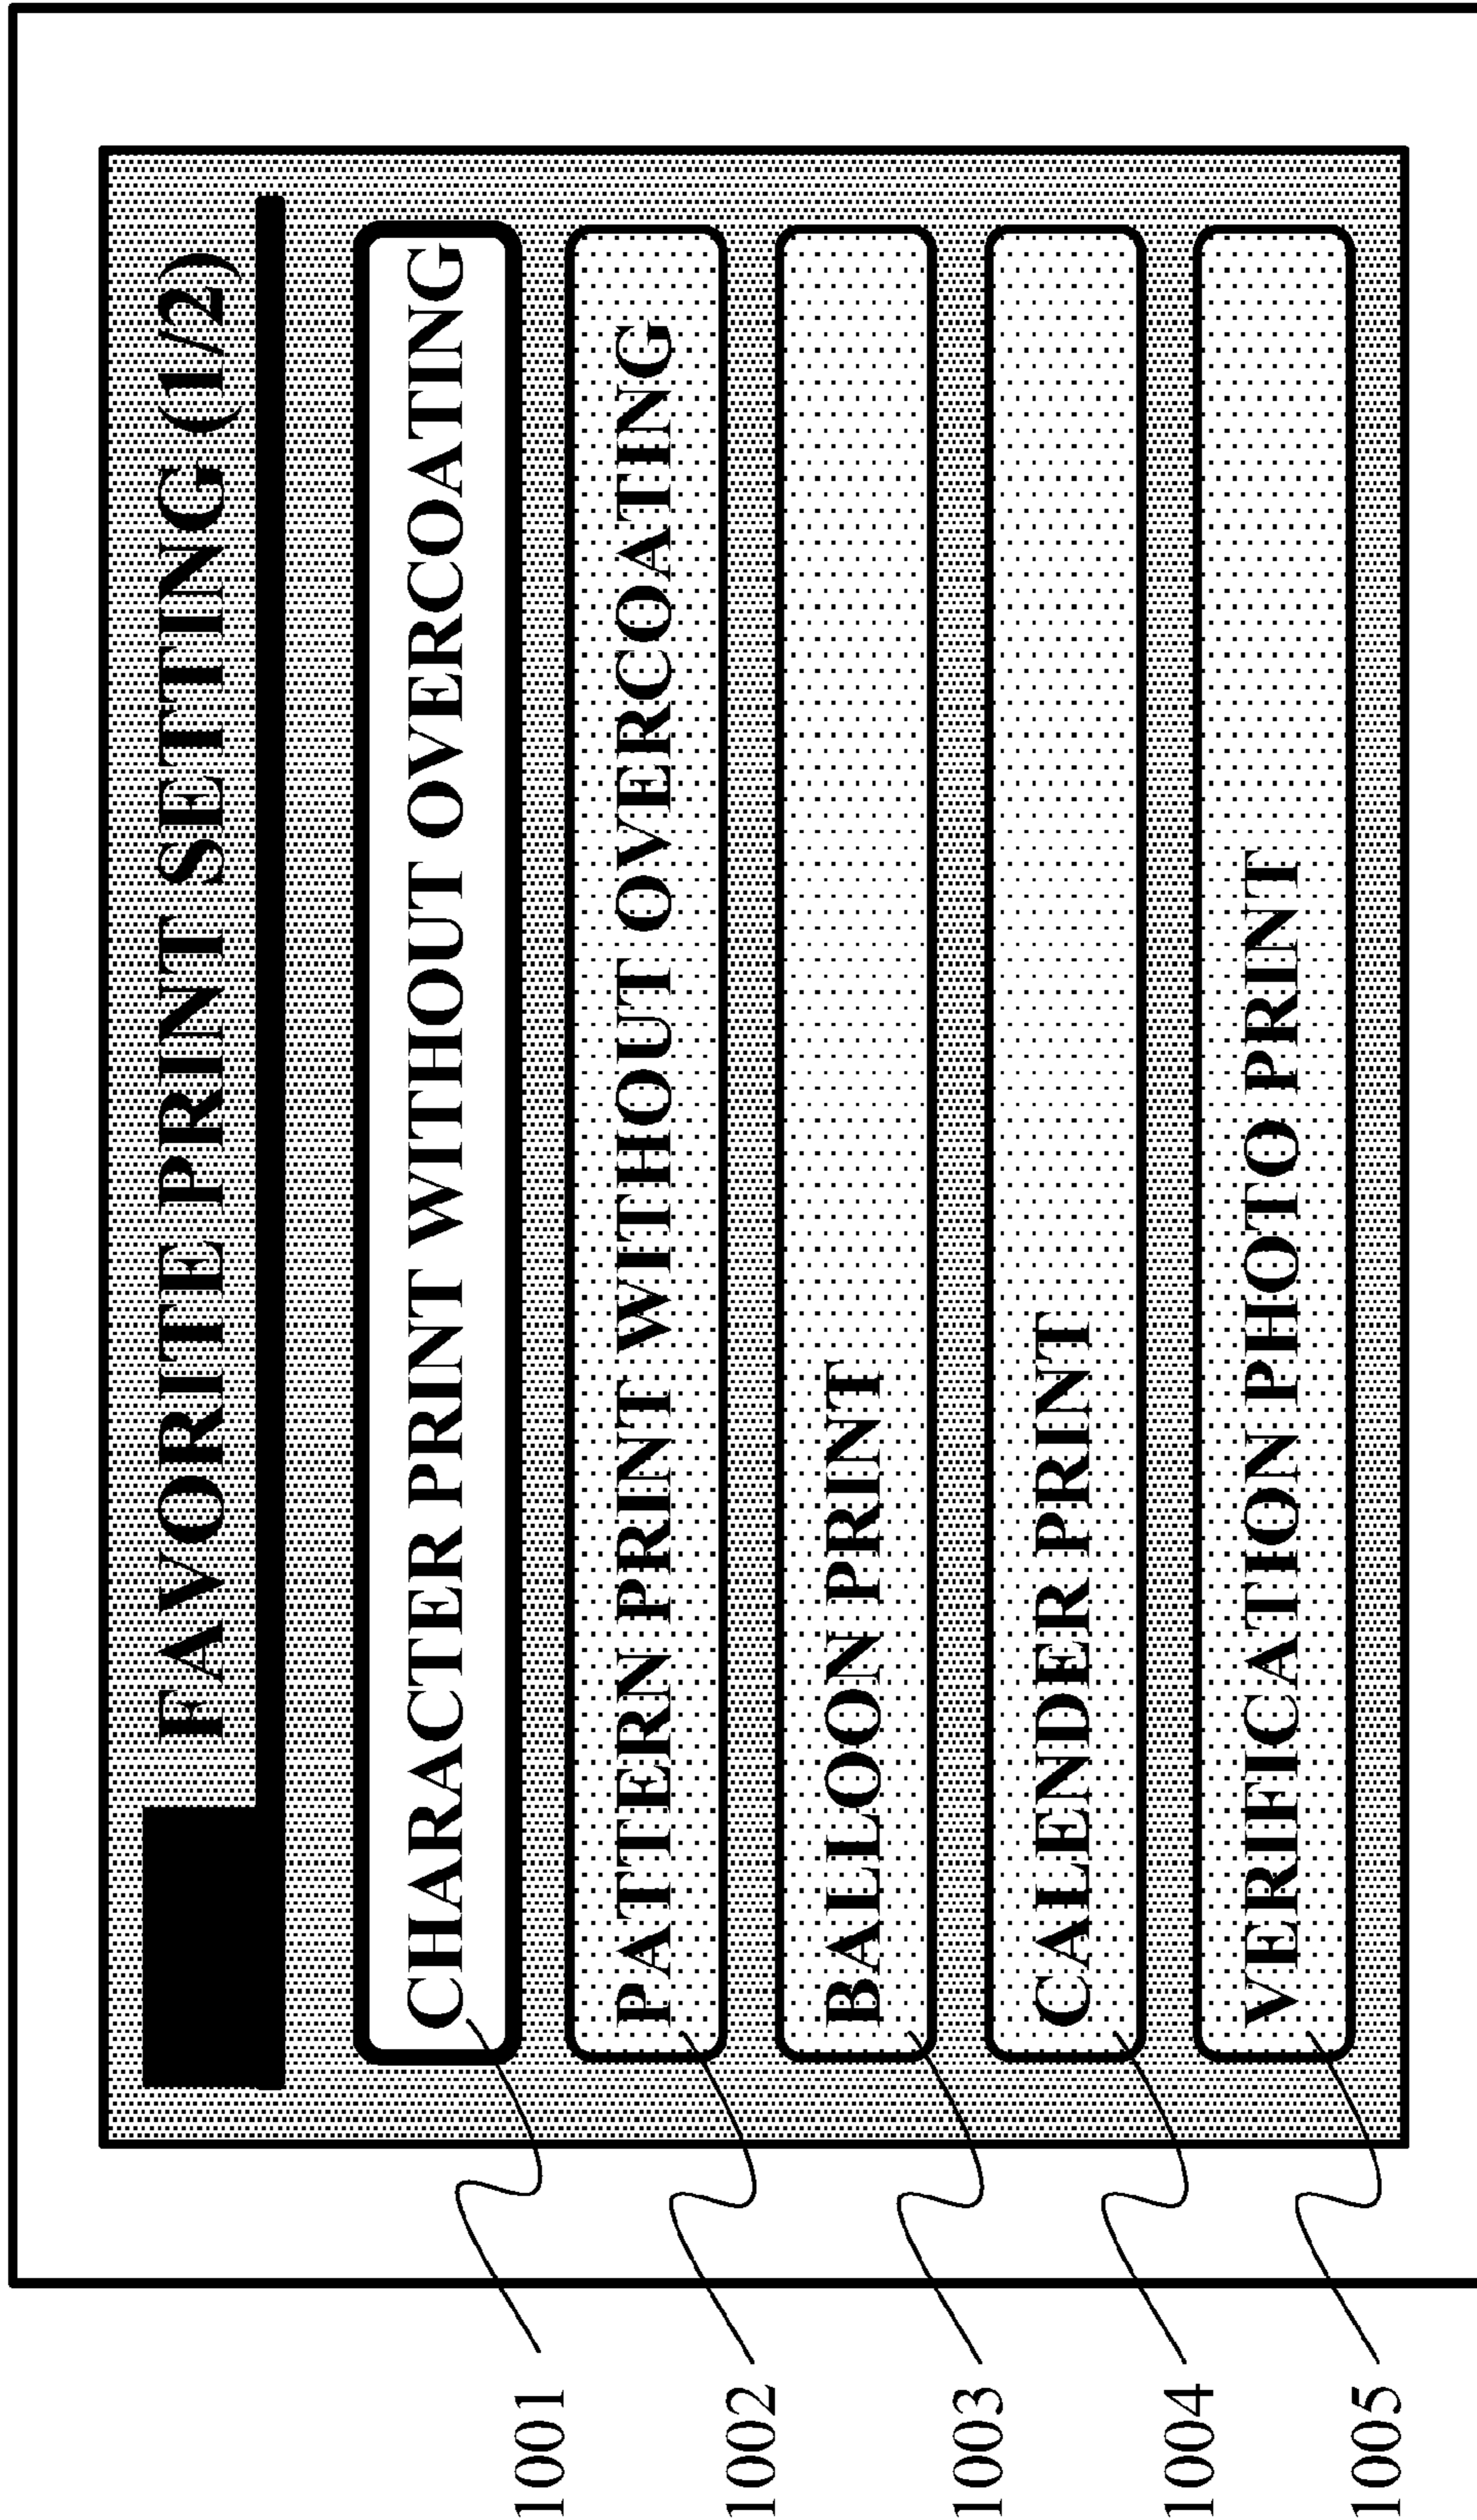 FAVORITE PRINT SETTING (1/2)
1001 CHARACTER PRINT WITHOUT OVERCOATING
1002 PATTERN PRINT WITHOUT OVERCOATING
1003 BALLOON PRINT
1004 CALENDER PRINT
1005 VERIFICATION PHOTO PRINT